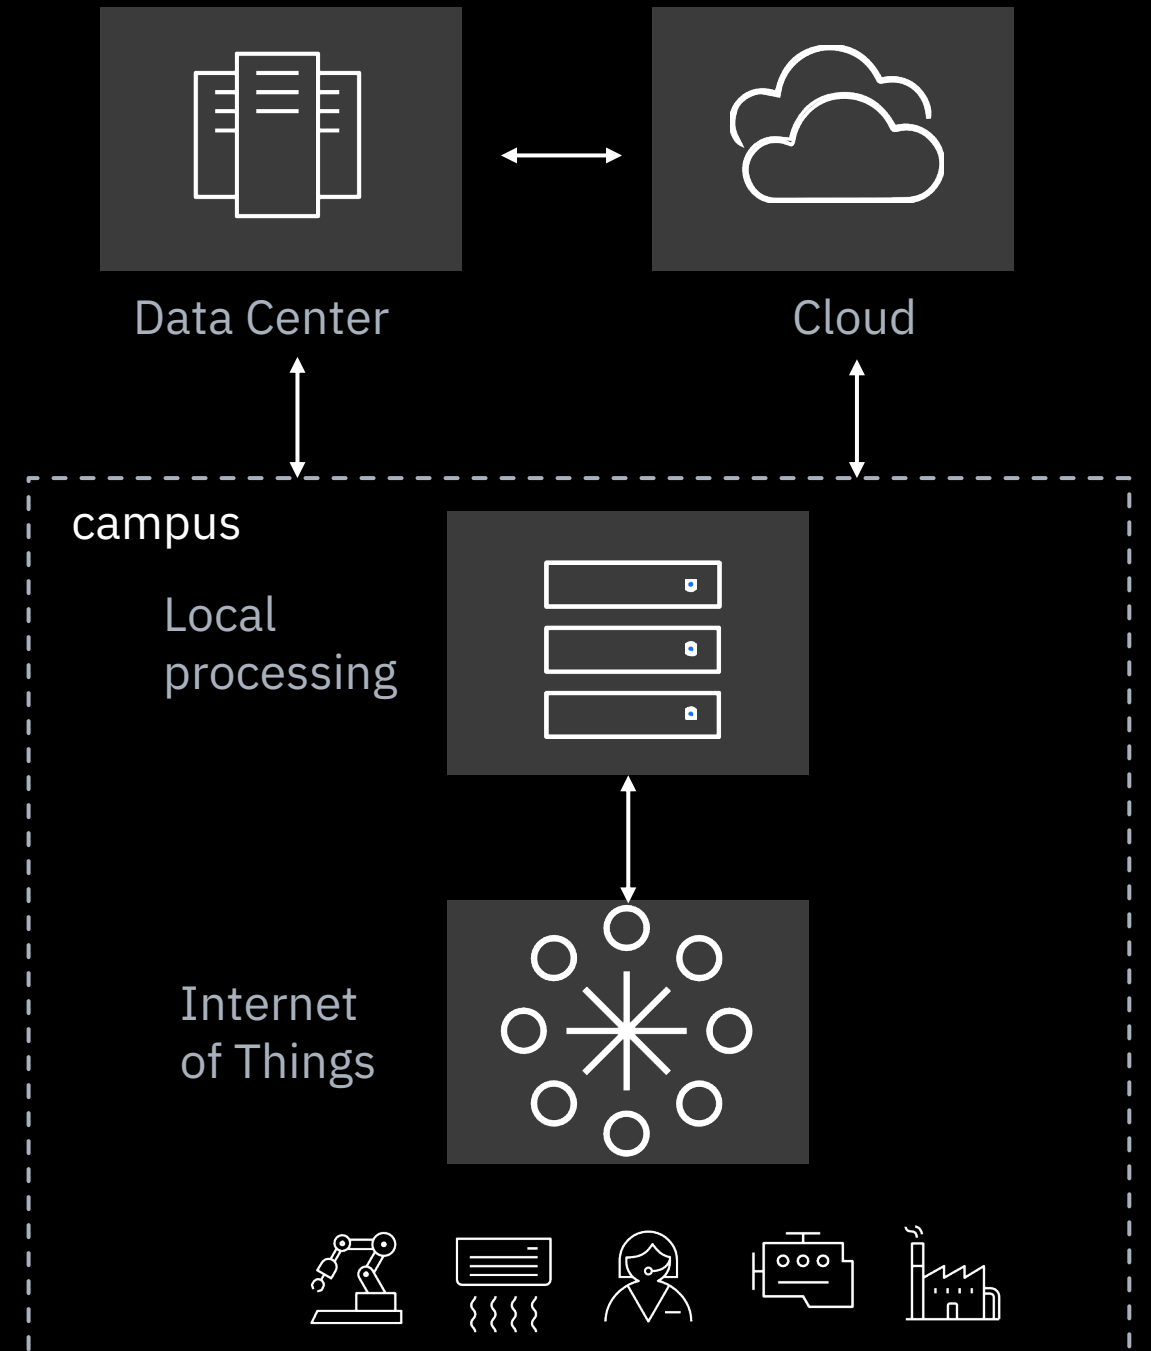 Data Center
Cloud
campus
Local
processing
Internet
of Things